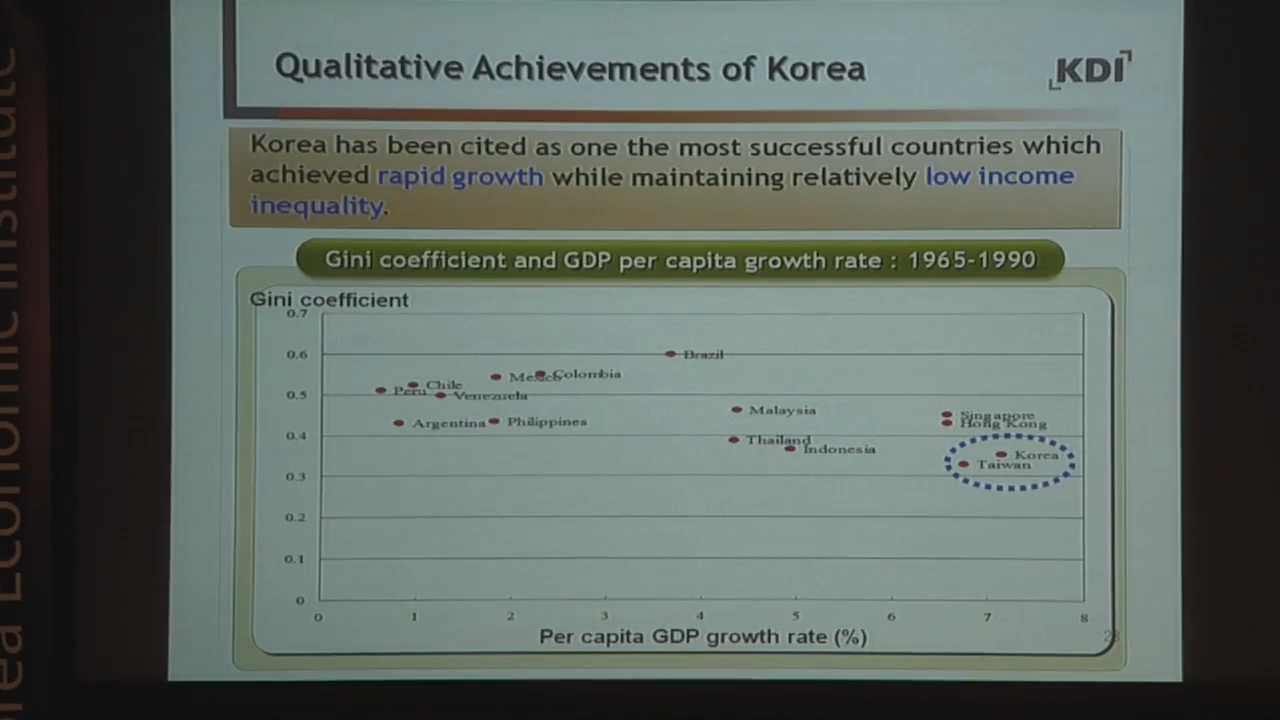 Qualitative Achievements of Korea
KDI
Korea has been cited as one the most successful countries which
achieved rapid growth while maintaining relatively low income
inequality.
Gini coefficient and GDP per capita growth rate : 1965-1990
Gini coefficient
0.7
0.6
0.5
0.4
0.3
0.2
0.1
0
Brazil
Mexico
Colombia
Peru
Chile
Venezuela
Argentina
Philippines
Malaysia
Thailand
Indonesia
Singapore
Hong Kong
Korea
Taiwan
0 1 2 3 4 5 6 7 8
Per capita GDP growth rate (%)
Economic Institute